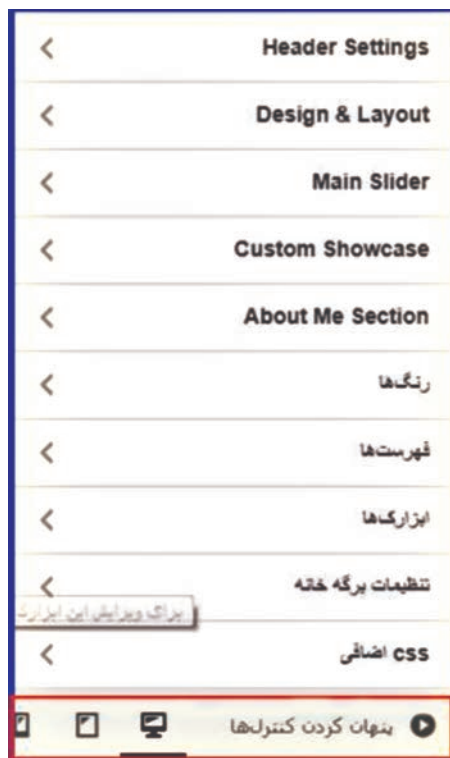 Header Settings
Design & Layout
Main Slider
Custom Showcase
About Me Section
رنگ‌ها
فهرست‌ها
ابزارک‌ها
تنظیمات برگه خانه
برای ویرایش این ابزارک
css اضافی
پنهان کردن کنترل‌ها